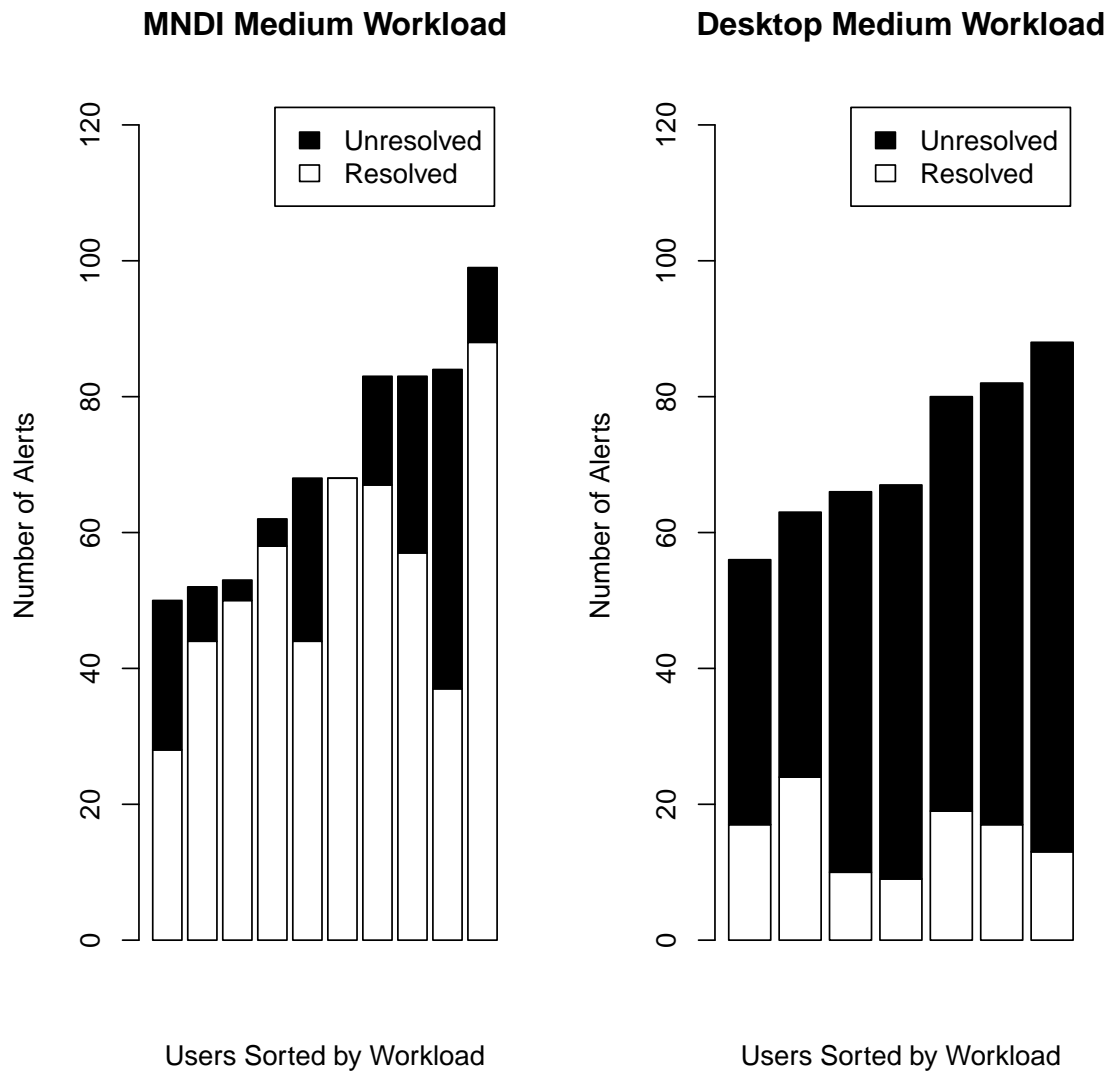 MNDI Medium Workload
120
100
80
60
40
20
0
Number of Alerts
Unresolved
Resolved
Users Sorted by Workload
Desktop Medium Workload
120
100
80
60
40
20
0
Number of Alerts
Unresolved
Resolved
Users Sorted by Workload